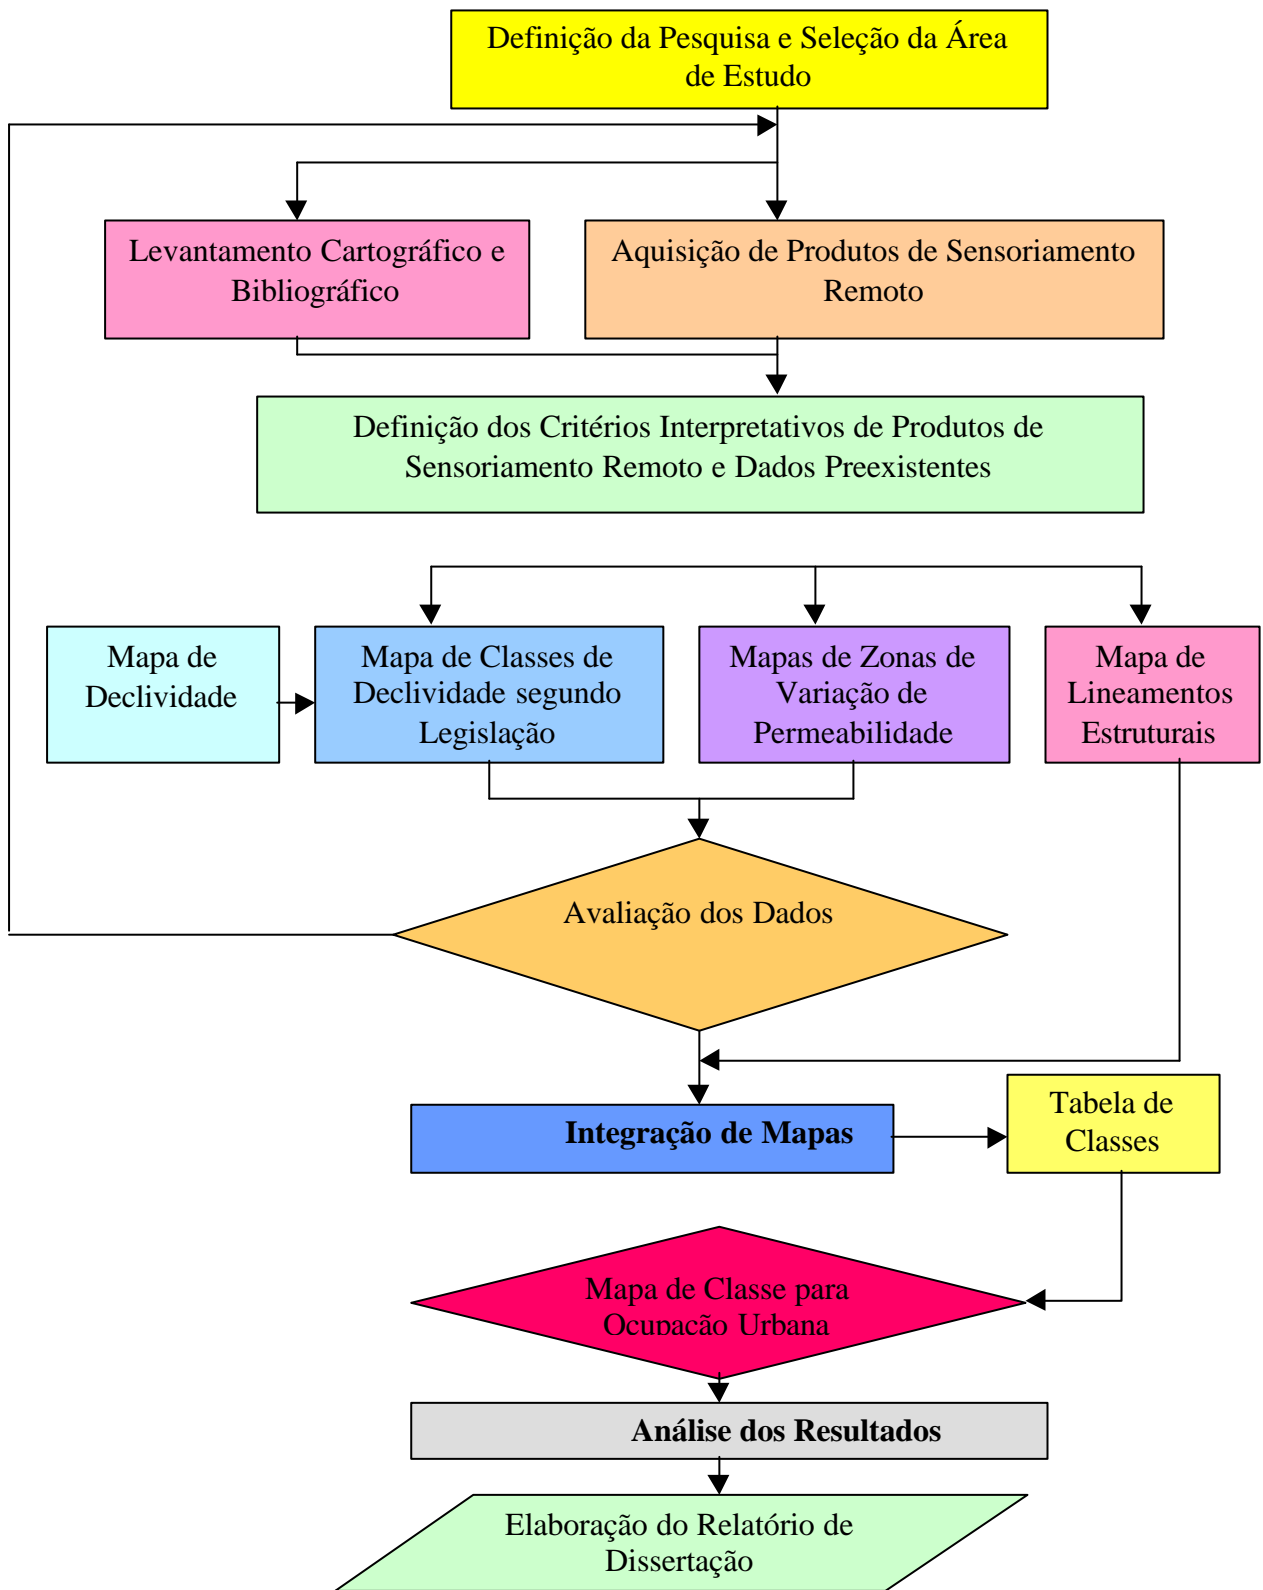 Definição da Pesquisa e Seleção da Área
de Estudo
Levantamento Cartográfico e
Bibliográfico
Aquisição de Produtos de Sensoriamento
Remoto
Definição dos Critérios Interpretativos de Produtos de
Sensoriamento Remoto e Dados Preexistentes
Mapa de
Declividade
Mapa de Classes de
Declividade segundo
Legislação
Mapas de Zonas de
Variação de
Permeabilidade
Mapa de
Lineamentos
Estruturais
Avaliação dos Dados
Integração de Mapas
Tabela de
Classes
Mapa de Classe para
Ocupação Urbana
Análise dos Resultados
Elaboração do Relatório de
Dissertação